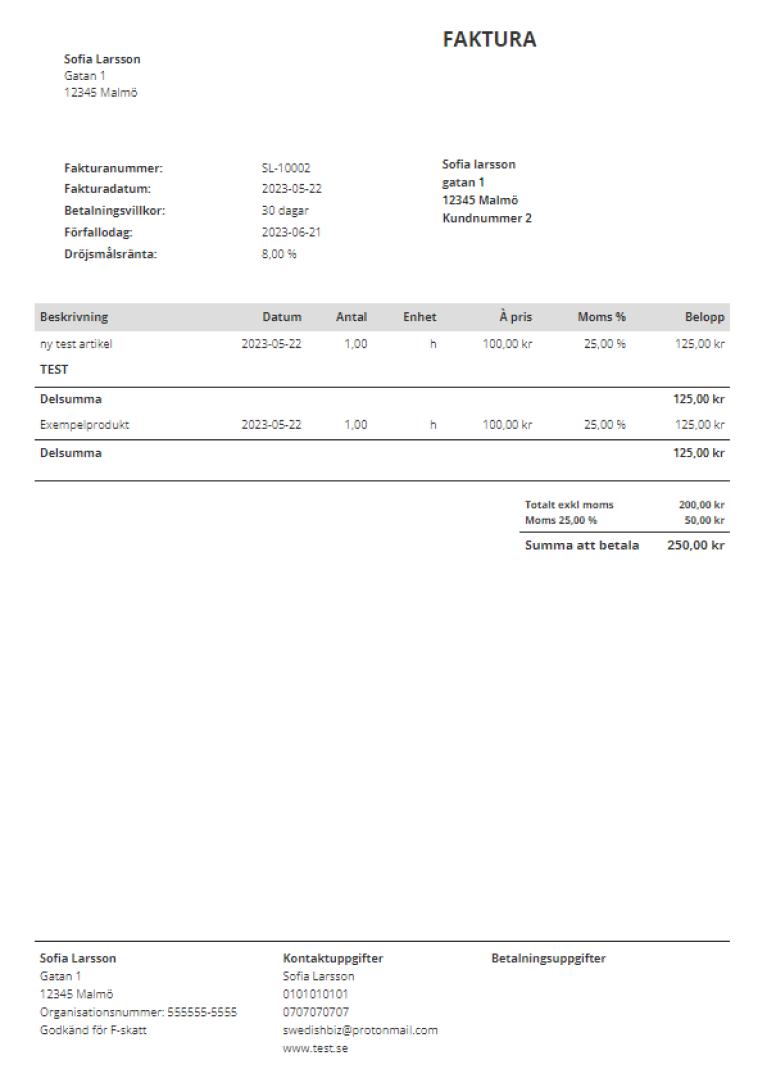 FAKTURA
Sofia Larsson
Gatan 1
12345 Malmö
Fakturanummer: SL-10002
Fakturadatum: 2023-05-22
Betalningsvillkor: 30 dagar
Förfallodag: 2023-06-21
Dröjsmålsränta: 8,00 %
Sofia larsson
gatan 1
12345 Malmö
Kundnummer 2
Beskrivning Datum Antal Enhet À pris Moms % Belopp
ny test artikel 2023-05-22 1,00 h 100,00 kr 25,00 % 125,00 kr
TEST
Delsumma 125,00 kr
Exempelprodukt 2023-05-22 1,00 h 100,00 kr 25,00 % 125,00 kr
Delsumma 125,00 kr
Totalt exkl moms 200,00 kr
Moms 25,00 % 50,00 kr
Summa att betala 250,00 kr
Sofia Larsson
Gatan 1
12345 Malmö
Organisationsnummer: 555555-5555
Godkänd för F-skatt
Kontaktuppgifter
Sofia Larsson
0101010101
0707070707
swedishbiz@protonmail.com
www.test.se
Betalningsuppgifter